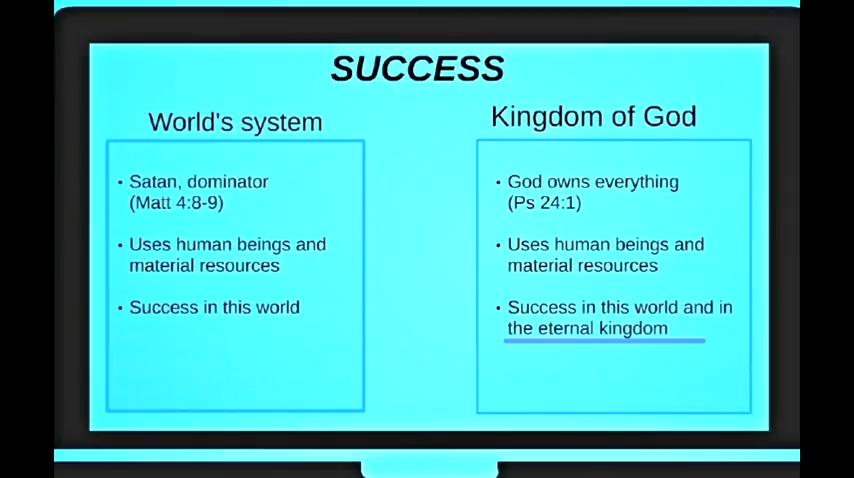 SUCCESS
World's system
• Satan, dominator
(Matt 4:8-9)
• Uses human beings and
material resources
• Success in this world
Kingdom of God
• God owns everything
(Ps 24:1)
• Uses human beings and
material resources
• Success in this world and in
the eternal kingdom